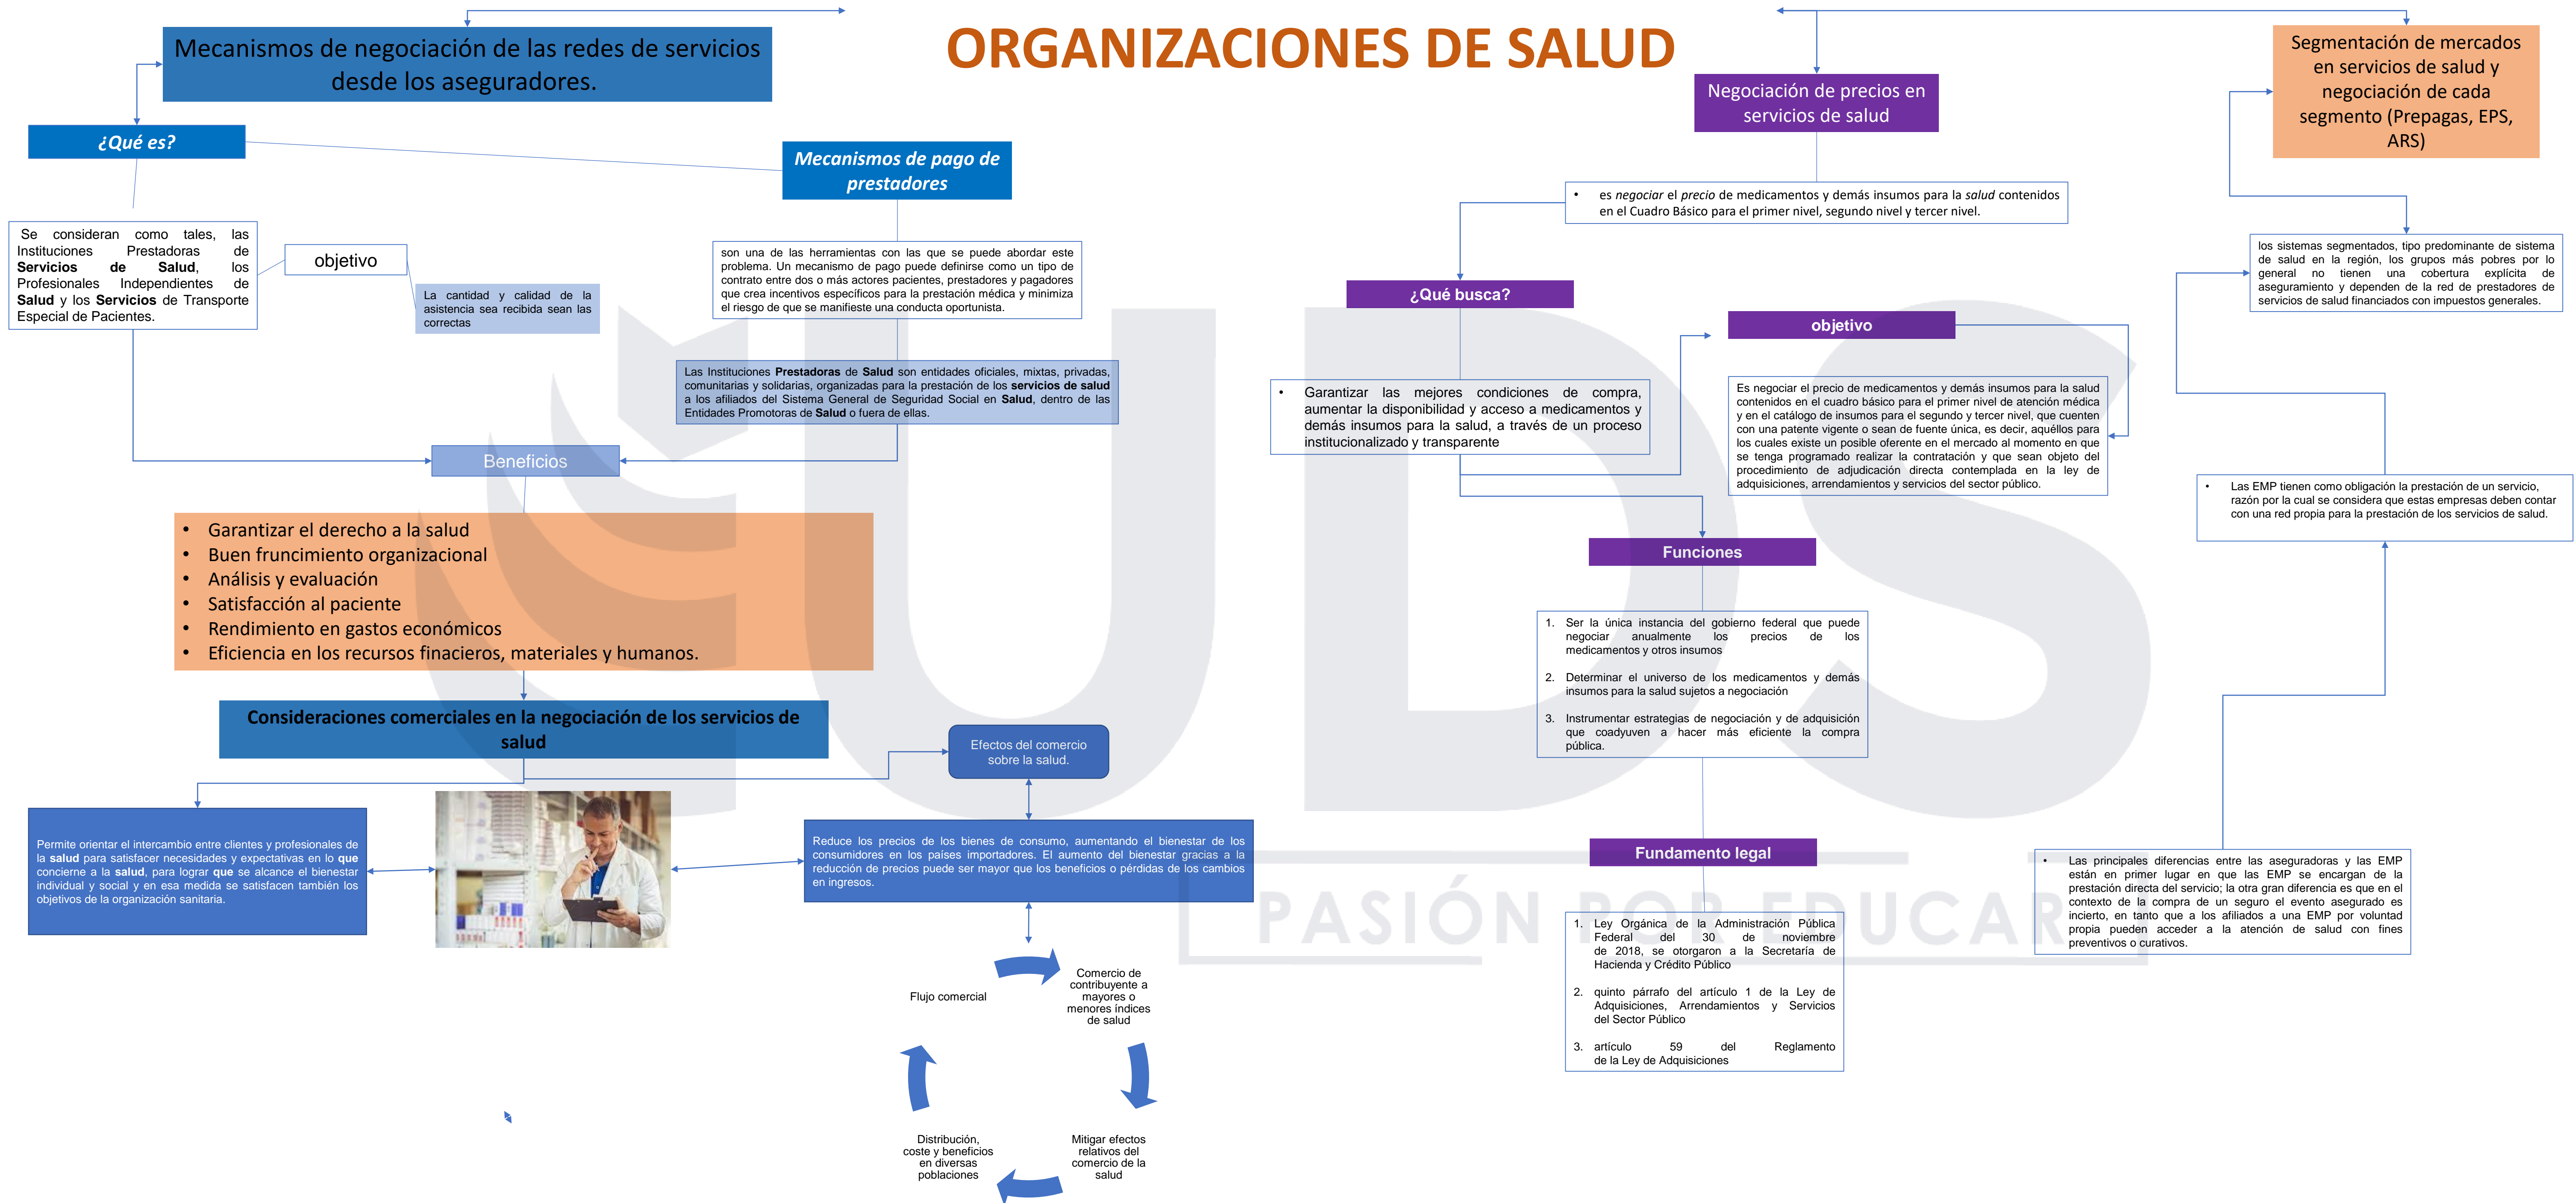 ORGANIZACIONES DE SALUD
Mecanismos de negociación de las redes de servicios
desde los aseguradores.
¿Qué es?
Se consideran como tales, las
Instituciones Prestadoras de
Servicios de Salud, los
Profesionales Independientes de
Salud y los Servicios de Transporte
Especial de Pacientes.
objetivo
La cantidad y calidad de la
asistencia sea recibida sean las
correctas
Mecanismos de pago de
prestadores
son una de las herramientas con las que se puede abordar este
problema. Un mecanismo de pago puede definirse como un tipo de
contrato entre dos o más actores pacientes, prestadores y pagadores
que crea incentivos específicos para la prestación médica y minimiza
el riesgo de que se manifieste una conducta oportunista.
Las Instituciones Prestadoras de Salud son entidades oficiales, mixtas, privadas,
comunitarias y solidarias, organizadas para la prestación de los servicios de salud
a los afiliados del Sistema General de Seguridad Social en Salud, dentro de las
Entidades Promotoras de Salud o fuera de ellas.
Beneficios
• Garantizar el derecho a la salud
• Buen fruncimiento organizacional
• Análisis y evaluación
• Satisfacción al paciente
• Rendimiento en gastos económicos
• Eficiencia en los recursos finacieros, materiales y humanos.
Consideraciones comerciales en la negociación de los servicios de
salud
Permite orientar el intercambio entre clientes y profesionales de
la salud para satisfacer necesidades y expectativas en lo que
concierne a la salud, para lograr que se alcance el bienestar
individual y social y en esa medida se satisfacen también los
objetivos de la organización sanitaria.
Efectos del comercio
sobre la salud.
Reduce los precios de los bienes de consumo, aumentando el bienestar de los
consumidores en los países importadores. El aumento del bienestar gracias a la
reducción de precios puede ser mayor que los beneficios o pérdidas de los cambios
en ingresos.
Flujo comercial
Comercio de
contribuyente a
mayores o
menores índices
de salud
Mitigar efectos
relativos del
comercio de la
salud
Distribución,
coste y beneficios
en diversas
poblaciones
Negociación de precios en
servicios de salud
• es negociar el precio de medicamentos y demás insumos para la salud contenidos
en el Cuadro Básico para el primer nivel, segundo nivel y tercer nivel.
¿Qué busca?
• Garantizar las mejores condiciones de compra,
aumentar la disponibilidad y acceso a medicamentos y
demás insumos para la salud, a través de un proceso
institucionalizado y transparente
objetivo
Es negociar el precio de medicamentos y demás insumos para la salud
contenidos en el cuadro básico para el primer nivel de atención médica
y en el catálogo de insumos para el segundo y tercer nivel, que cuenten
con una patente vigente o sean de fuente única, es decir, aquéllos para
los cuales existe un posible oferente en el mercado al momento en que
se tenga programado realizar la contratación y que sean objeto del
procedimiento de adjudicación directa contemplada en la ley de
adquisiciones, arrendamientos y servicios del sector público.
Funciones
1. Ser la única instancia del gobierno federal que puede
negociar anualmente los precios de los
medicamentos y otros insumos
2. Determinar el universo de los medicamentos y demás
insumos para la salud sujetos a negociación
3. Instrumentar estrategias de negociación y de adquisición
que coadyuven a hacer más eficiente la compra
pública.
Fundamento legal
1. Ley Orgánica de la Administración Pública
Federal del 30 de noviembre
de 2018, se otorgaron a la Secretaría de
Hacienda y Crédito Público
2. quinto párrafo del artículo 1 de la Ley de
Adquisiciones, Arrendamientos y Servicios
del Sector Público
3. artículo 59 del Reglamento
de la Ley de Adquisiciones
Segmentación de mercados
en servicios de salud y
negociación de cada
segmento (Prepagas, EPS,
ARS)
los sistemas segmentados, tipo predominante de sistema
de salud en la región, los grupos más pobres por lo
general no tienen una cobertura explícita de
aseguramiento y dependen de la red de prestadores de
servicios de salud financiados con impuestos generales.
• Las EMP tienen como obligación la prestación de un servicio,
razón por la cual se considera que estas empresas deben contar
con una red propia para la prestación de los servicios de salud.
• Las principales diferencias entre las aseguradoras y las EMP
están en primer lugar en que las EMP se encargan de la
prestación directa del servicio; la otra gran diferencia es que en el
contexto de la compra de un seguro el evento asegurado es
incierto, en tanto que a los afiliados a una EMP por voluntad
propia pueden acceder a la atención de salud con fines
preventivos o curativos.
UDS
PASIÓN POR EDUCAR